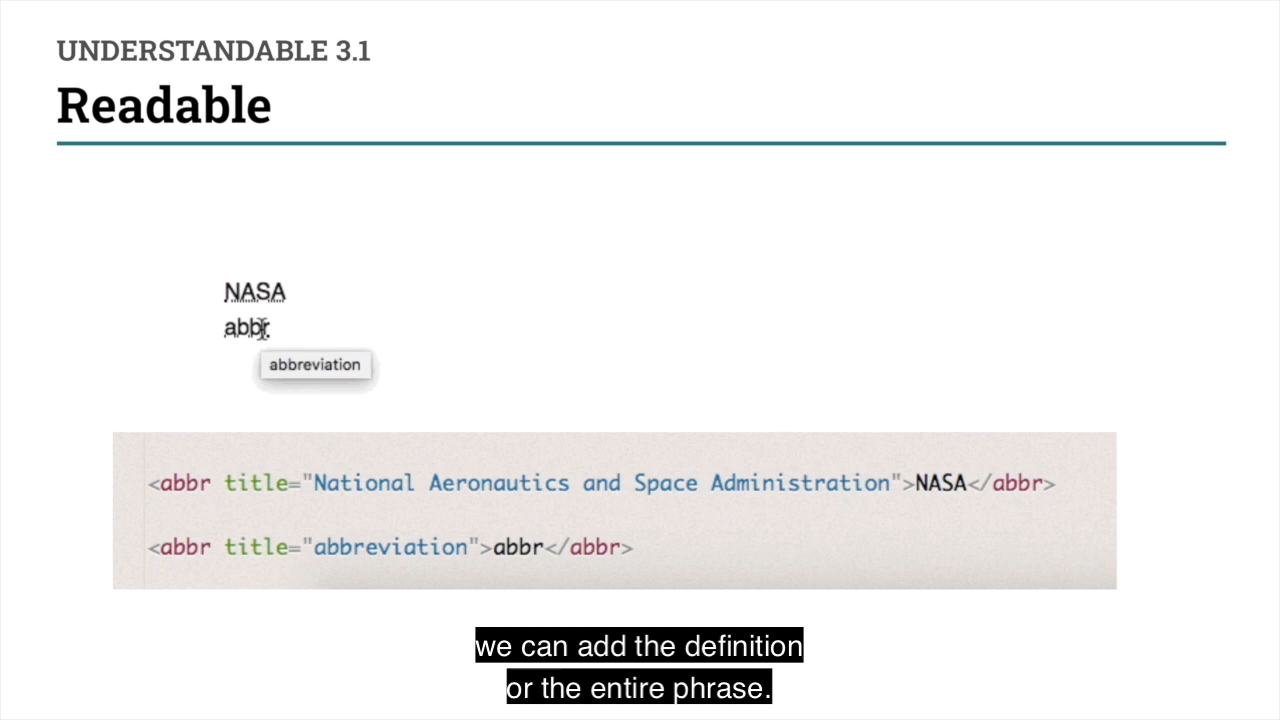 UNDERSTANDABLE 3.1
Readable
NASA
abbr
abbreviation
<abbr title="National Aeronautics and Space Administration">NASA</abbr>
<abbr title="abbreviation">abbr</abbr>
we can add the definition
or the entire phrase.